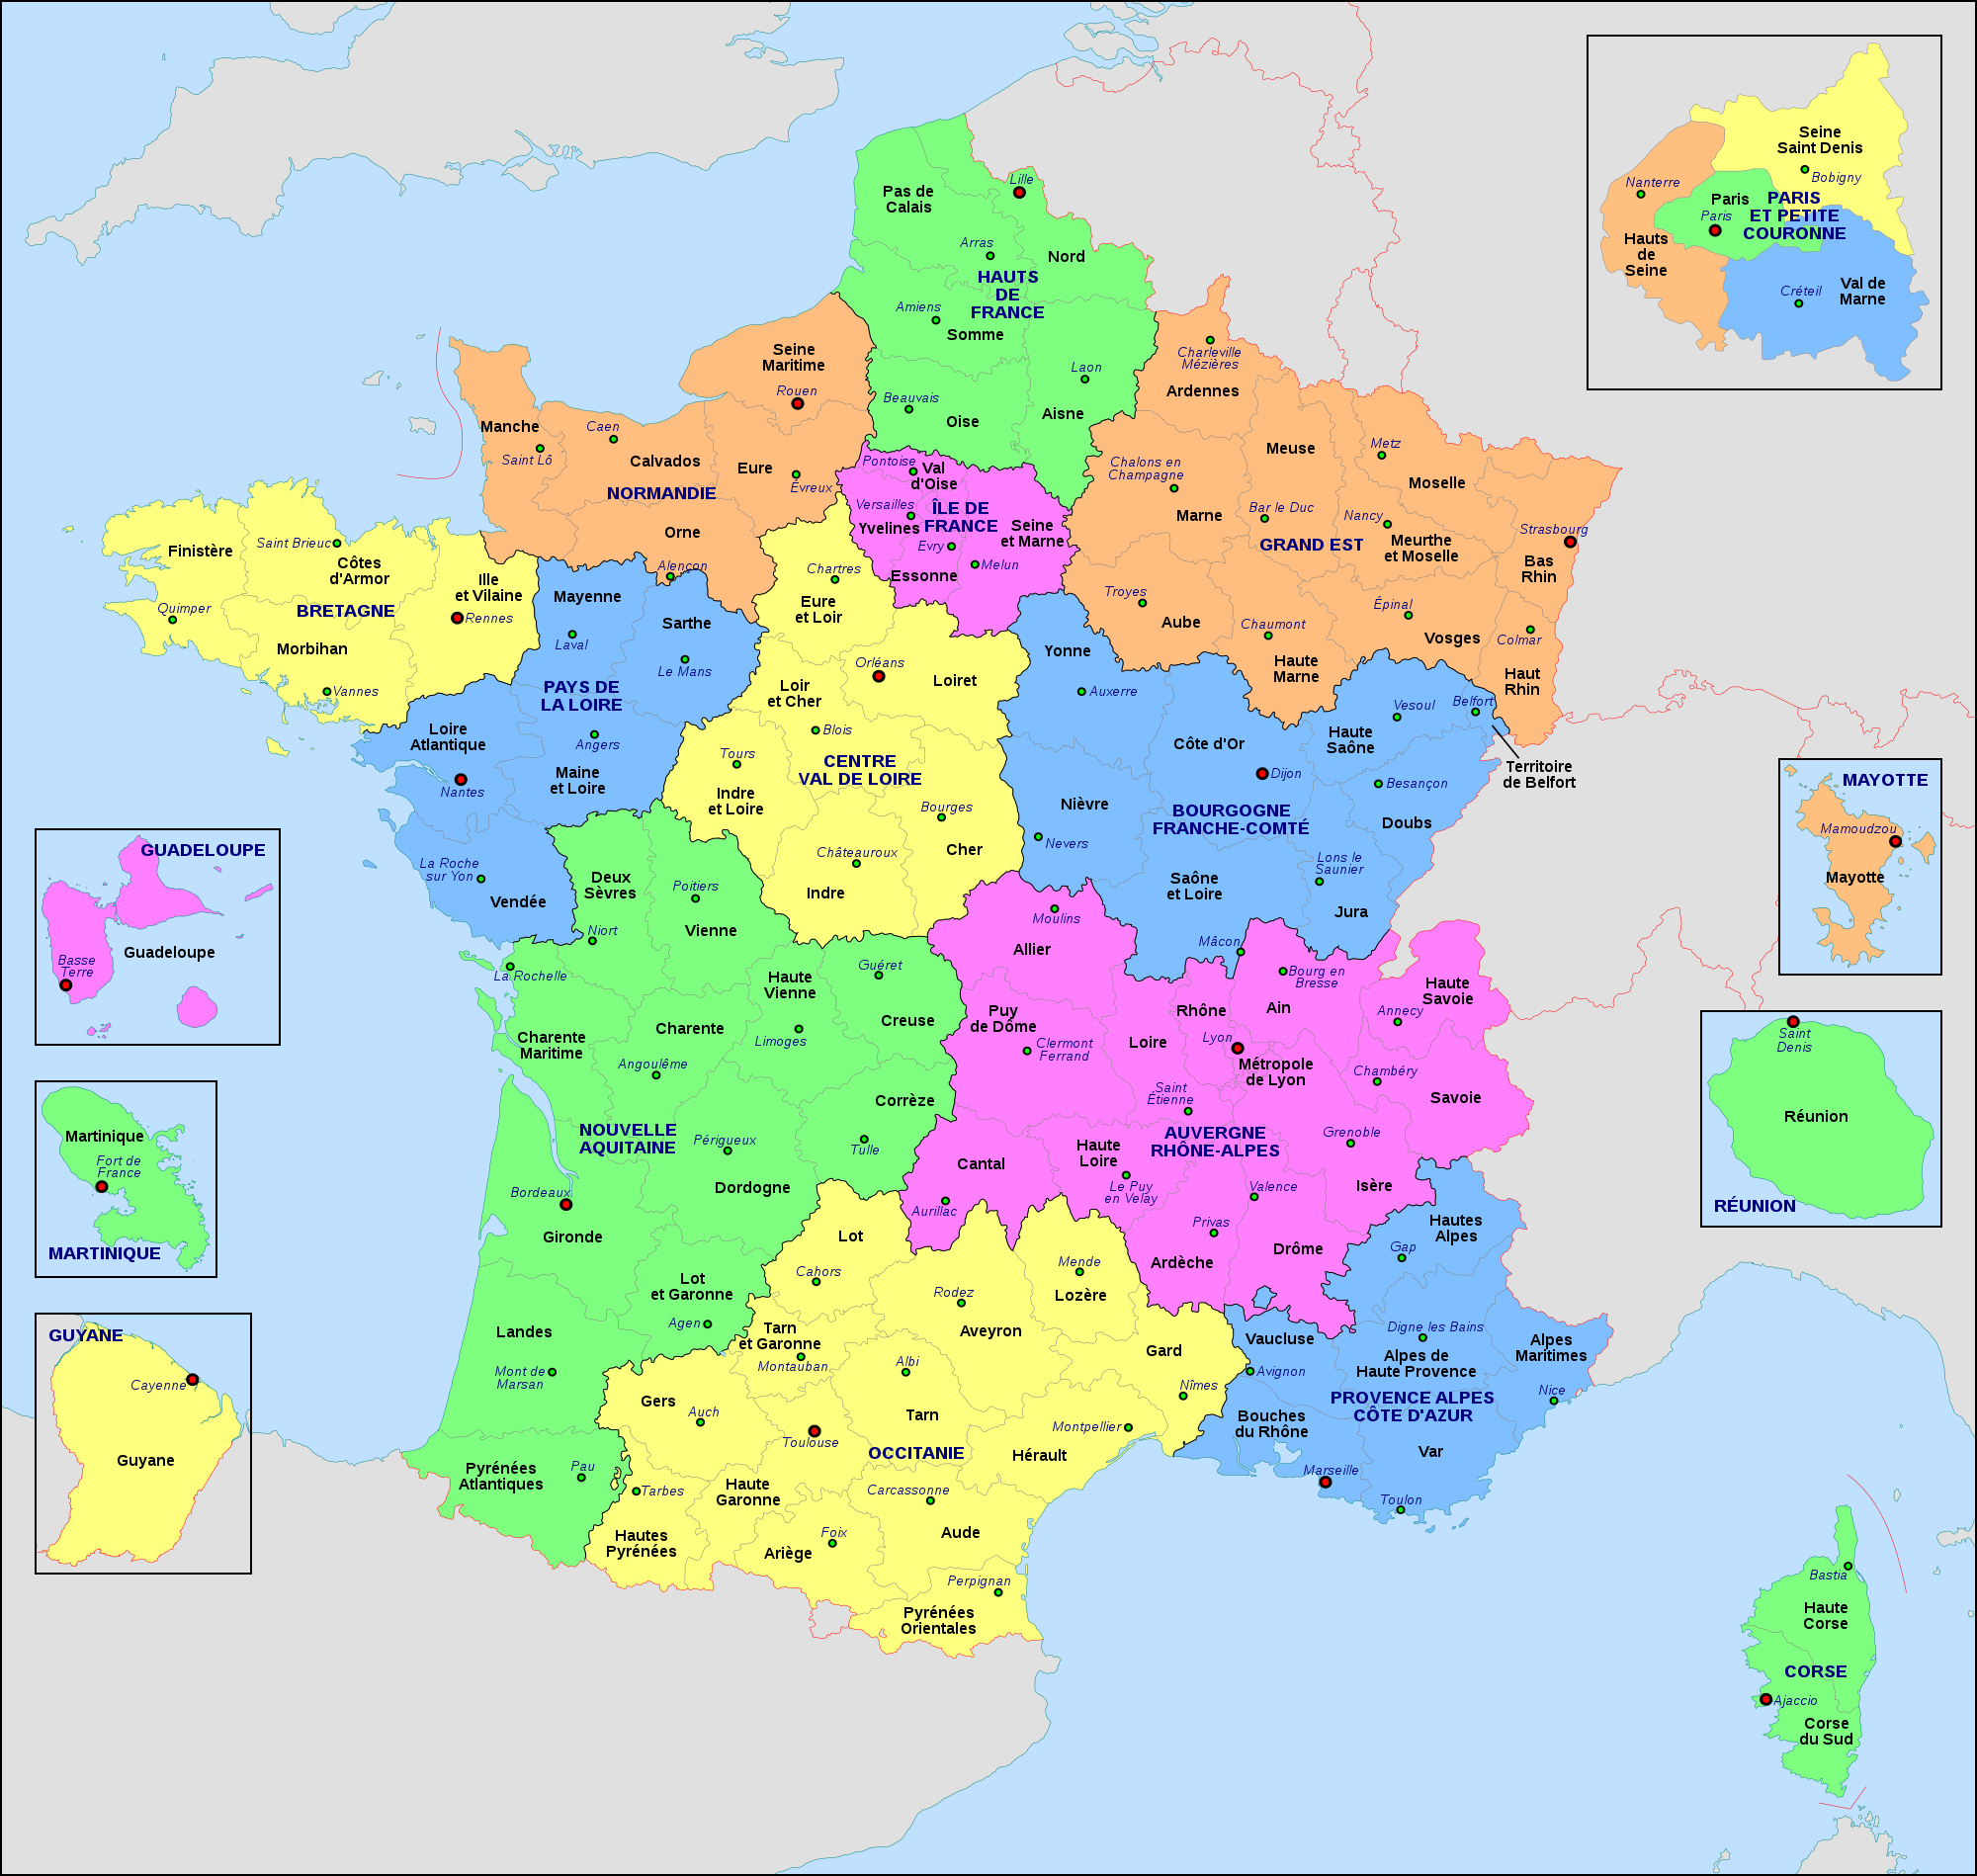 Lille
Pas de
Calais
Arras
Nord
HAUTS
DE
FRANCE
Amiens
Somme
Laon
Beauvais
Oise
Aisne
Seine
Maritime
Rouen
Manche
Saint Lô
Caen
Calvados
Eure
Évreux
NORMANDIE
Orne
Alençon
Charleville
Mézières
Ardennes
Chalons en
Champagne
Marne
Meuse
Bar le Duc
Metz
Moselle
Nancy
Meurthe
et Moselle
GRAND EST
Strasbourg
Bas
Rhin
Troyes
Aube
Chaumont
Haute
Marne
Épinal
Vosges
Colmar
Haut
Rhin
Pontoise
Val
d'Oise
Versailles
Yvelines
ÎLE DE
FRANCE
Seine
et Marne
Evry
Essonne
Melun
Finistère
Quimper
Saint Brieuc
Côtes
d'Armor
BRETAGNE
Ille
et Vilaine
Rennes
Morbihan
Vannes
Mayenne
Laval
Sarthe
Le Mans
PAYS DE
LA LOIRE
Loire
Atlantique
Nantes
Angers
Maine
et Loire
La Roche
sur Yon
Vendée
Chartres
Eure
et Loir
Orléans
Loiret
Loir
et Cher
Blois
CENTRE
VAL DE LOIRE
Tours
Indre
et Loire
Bourges
Cher
Châteauroux
Indre
Yonne
Auxerre
Côte d'Or
Dijon
Nièvre
Nevers
BOURGOGNE
FRANCHE-COMTÉ
Vesoul
Haute
Saône
Belfort
Territoire
de Belfort
Besançon
Doubs
Saône
et Loire
Mâcon
Lons le
Saunier
Jura
Deux
Sèvres
Niort
Poitiers
Vienne
La Rochelle
Charente
Maritime
Charente
Angoulême
Haute
Vienne
Limoges
Guéret
Creuse
Corrèze
Tulle
NOUVELLE
AQUITAINE
Périgueux
Dordogne
Bordeaux
Gironde
Lot
et Garonne
Agen
Landes
Mont de
Marsan
Pyrénées
Atlantiques
Pau
Moulins
Allier
Puy
de Dôme
Clermont
Ferrand
Loire
Saint
Étienne
Rhône
Lyon
Métropole
de Lyon
Bourg en
Bresse
Ain
Haute
Savoie
Annecy
Chambéry
Savoie
AUVERGNE
RHÔNE-ALPES
Grenoble
Isère
Cantal
Aurillac
Haute
Loire
Le Puy
en Velay
Valence
Privas
Ardèche
Drôme
Lot
Cahors
Rodez
Aveyron
Mende
Lozère
Tarn
et Garonne
Montauban
Albi
Tarn
Gard
Nîmes
Gers
Auch
Toulouse
OCCITANIE
Montpellier
Hérault
Tarbes
Hautes
Pyrénées
Haute
Garonne
Carcassonne
Aude
Foix
Ariège
Perpignan
Pyrénées
Orientales
Hautes
Alpes
Gap
Vaucluse
Avignon
Digne les Bains
Alpes de
Haute Provence
Alpes
Maritimes
Nice
PROVENCE ALPES
CÔTE D'AZUR
Bouches
du Rhône
Marseille
Var
Toulon
Bastia
Haute
Corse
CORSE
Ajaccio
Corse
du Sud
Seine
Saint Denis
Bobigny
Nanterre
Paris
Paris
PARIS
ET PETITE
COURONNE
Hauts
de
Seine
Créteil
Val de
Marne
MAYOTTE
Mamoudzou
Mayotte
Saint
Denis
Réunion
RÉUNION
GUADELOUPE
Guadeloupe
Basse
Terre
Martinique
Fort de
France
MARTINIQUE
GUYANE
Cayenne
Guyane